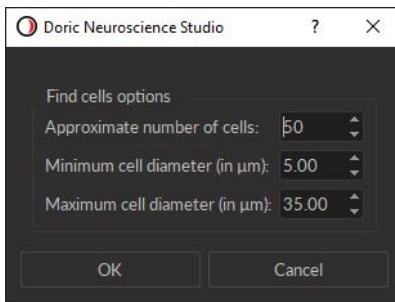 Doric Neuroscience Studio ? ×
Find cells options
Approximate number of cells: 50
Minimum cell diameter (in µm): 5.00
Maximum cell diameter (in µm): 35.00
OK Cancel